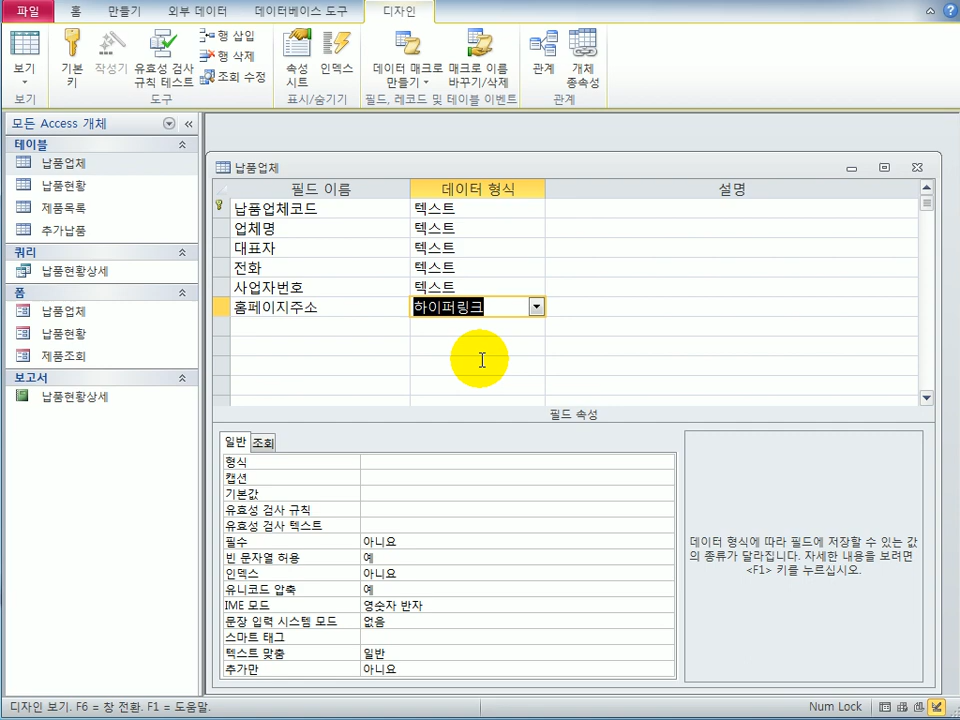 파일 홈 만들기 외부 데이터 데이터베이스 도구 디자인
보기
기본 키
작성기
유효성 검사 규칙 테스트
행 삽입
행 삭제
조회 수정
속성 시트
인덱스
데이터 매크로 만들기
매크로 이름 바꾸기/삭제
관계
개체 종속성
보기 도구 표시/숨기기 필드, 레코드 및 테이블 이벤트 관계
모든 Access 개체 «
테이블
납품업체
납품현황
제품목록
추가납품
쿼리
납품현황상세
폼
납품업체
납품현황
제품조회
보고서
납품현황상세
납품업체
필드 이름 데이터 형식 설명
납품업체코드 텍스트
업체명 텍스트
대표자 텍스트
전화 텍스트
사업자번호 텍스트
홈페이지주소 하이퍼링크
필드 속성
일반 조회
형식
캡션
기본값
유효성 검사 규칙
유효성 검사 텍스트
필수 아니요
빈 문자열 허용 예
인덱스 아니요
유니코드 압축 예
IME 모드 영숫자 반자
문장 입력 시스템 모드 없음
스마트 태그
텍스트 맞춤 일반
추가만 아니요
데이터 형식에 따라 필드에 저장할 수 있는 값
의 종류가 달라집니다. 자세한 내용을 보려면
<F1> 키를 누르십시오.
디자인 보기. F6 = 창 전환. F1 = 도움말. Num Lock